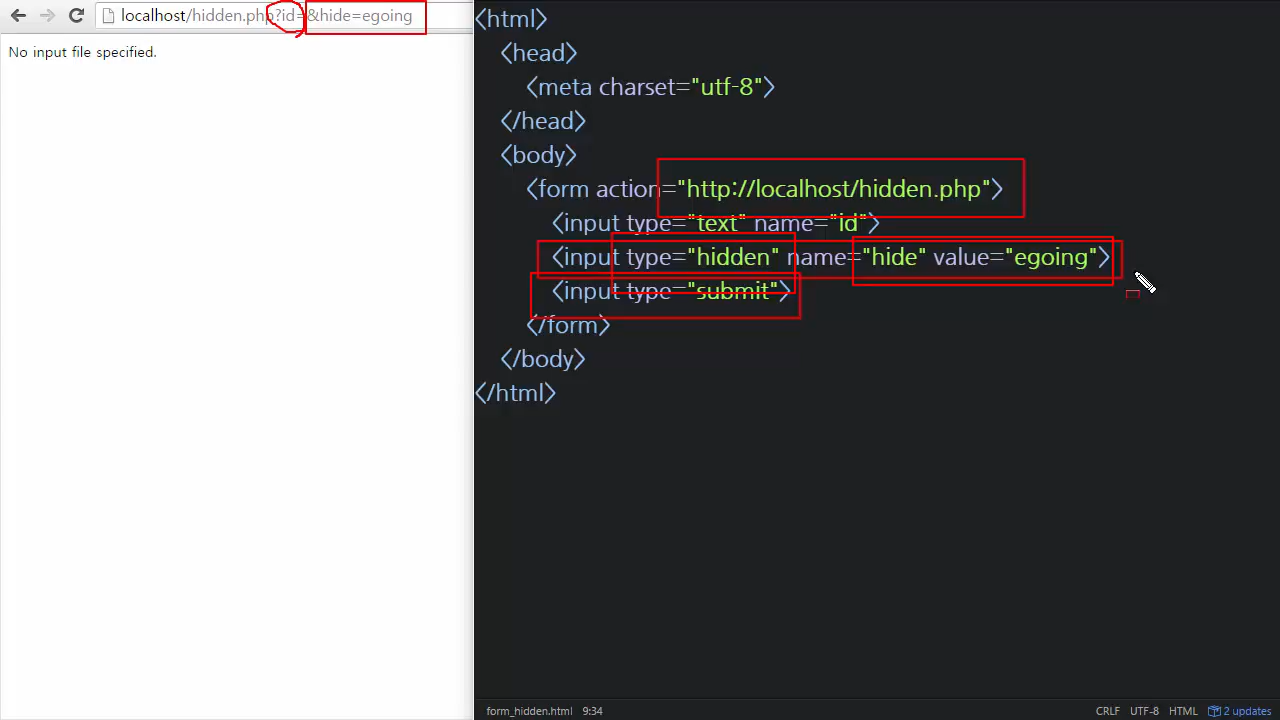 localhost/hidden.php?id=&hide=egoing
No input file specified.
<html>
<head>
<meta charset="utf-8">
</head>
<body>
<form action="http://localhost/hidden.php">
<input type="text" name="id">
<input type="hidden" name="hide" value="egoing">
<input type="submit">
</form>
</body>
</html>
form_hidden.html 9:34 CRLF UTF-8 HTML 2 updates